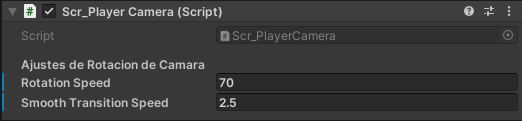 Scr_Player Camera (Script)
Script Scr_PlayerCamera
Ajustes de Rotacion de Camara
Rotation Speed 70
Smooth Transition Speed 2.5